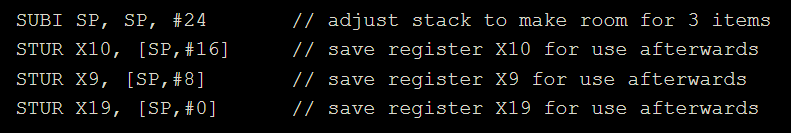 SUBI SP, SP, #24 // adjust stack to make room for 3 items
STUR X10, [SP,#16] // save register X10 for use afterwards
STUR X9, [SP,#8] // save register X9 for use afterwards
STUR X19, [SP,#0] // save register X19 for use afterwards